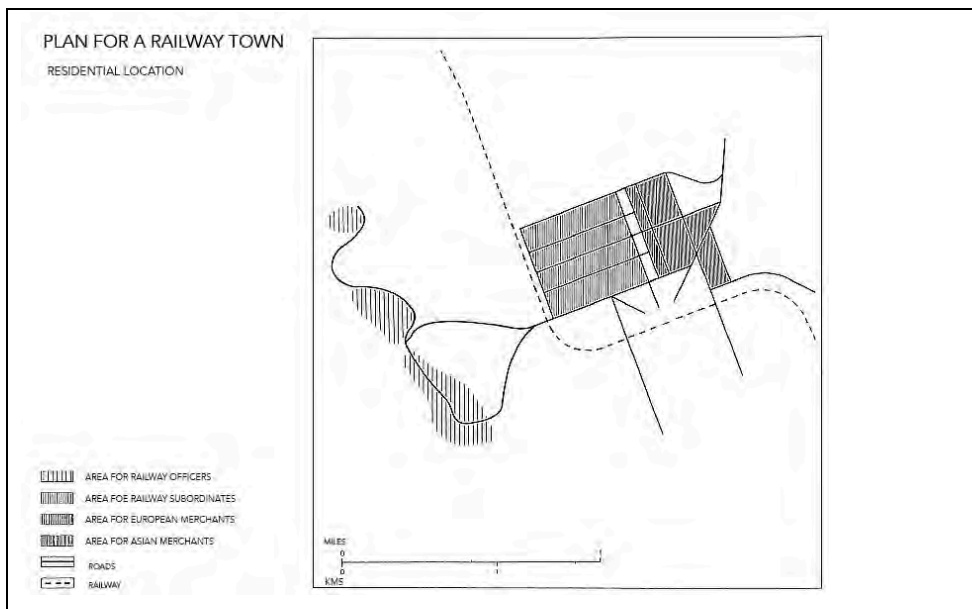 PLAN FOR A RAILWAY TOWN
RESIDENTIAL LOCATION
AREA FOR RAILWAY OFFICERS
AREA FOE RAILWAY SUBORDINATES
AREA FOR EUROPEAN MERCHANTS
AREA FOR ASIAN MERCHANTS
ROADS
RAILWAY
MILES
0 1
0 1
KMS